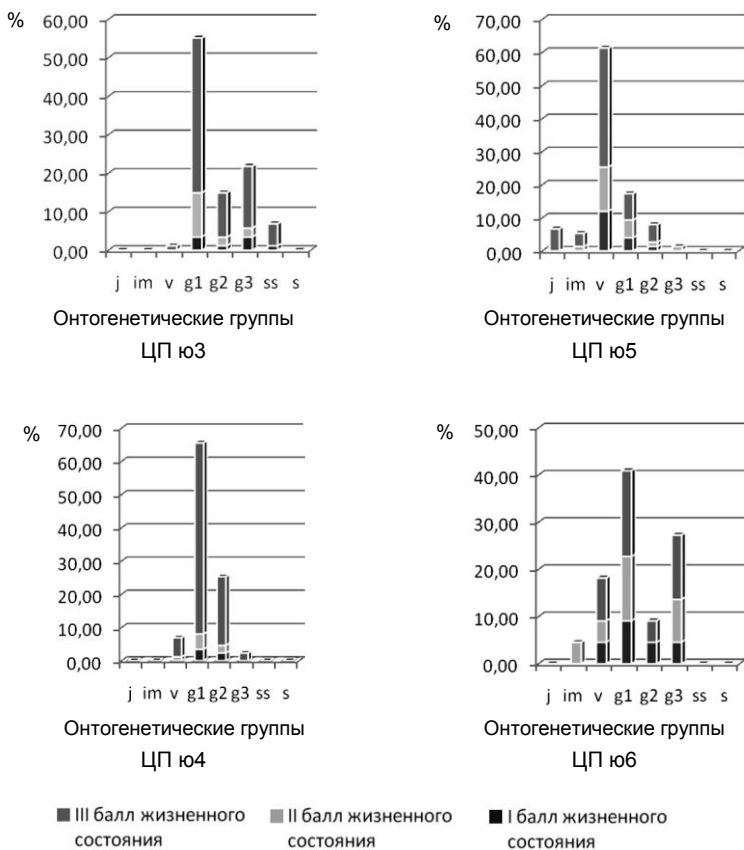 %
60,00
50,00
40,00
30,00
20,00
10,00
0,00
j im v g1 g2 g3 ss s
Онтогенетические группы
ЦП ю3
%
70,00
60,00
50,00
40,00
30,00
20,00
10,00
0,00
j im v g1 g2 g3 ss s
Онтогенетические группы
ЦП ю5
%
70,00
60,00
50,00
40,00
30,00
20,00
10,00
0,00
j im v g1 g2 g3 ss s
Онтогенетические группы
ЦП ю4
%
50,00
40,00
30,00
20,00
10,00
0,00
j im v g1 g2 g3 ss s
Онтогенетические группы
ЦП ю6
III балл жизненного
состояния
II балл жизненного
состояния
I балл жизненного
состояния